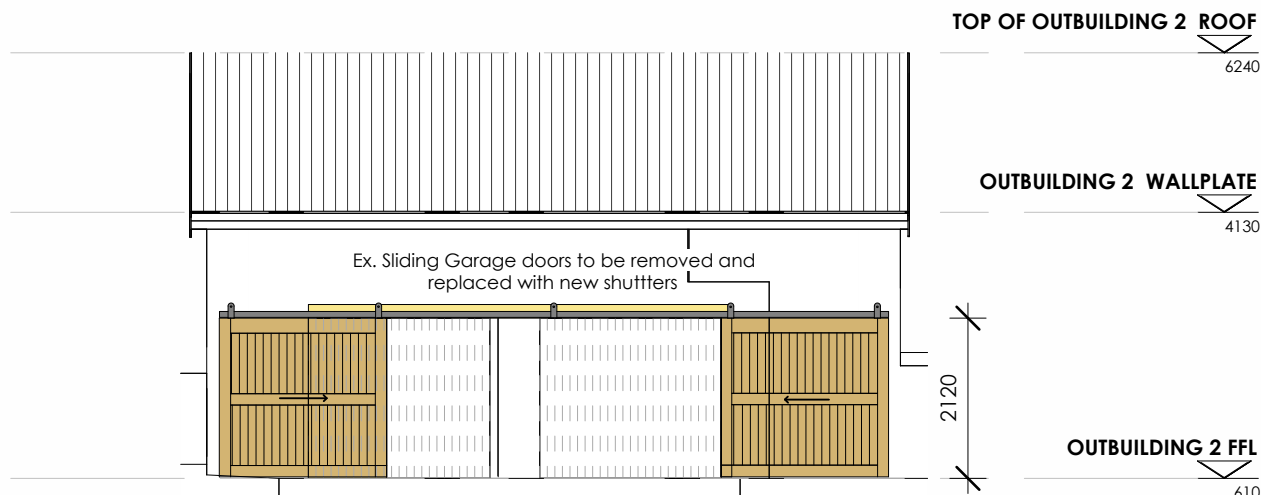 TOP OF OUTBUILDING 2 ROOF
6240
OUTBUILDING 2 WALLPLATE
4130
Ex. Sliding Garage doors to be removed and
replaced with new shuttters
2120
OUTBUILDING 2 FFL
610